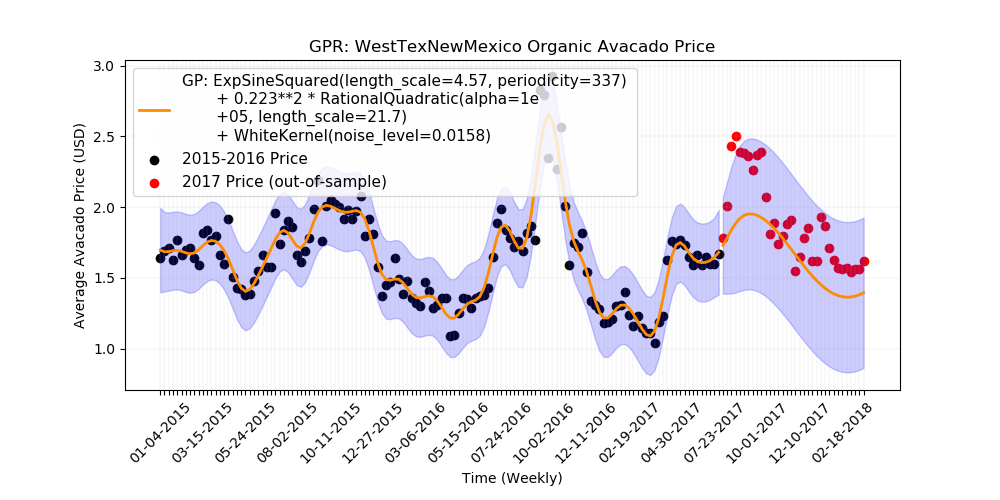 GPR: WestTexNewMexico Organic Avacado Price
GP: ExpSineSquared(length_scale=4.57, periodicity=337)
+ 0.223**2 * RationalQuadratic(alpha=1e
+05, length_scale=21.7)
+ WhiteKernel(noise_level=0.0158)
2015-2016 Price
2017 Price (out-of-sample)
Average Avacado Price (USD)
3.0
2.5
2.0
1.5
1.0
01-04-2015
03-15-2015
05-24-2015
08-02-2015
10-11-2015
12-27-2015
03-06-2016
05-15-2016
07-24-2016
10-02-2016
12-11-2016
02-19-2017
04-30-2017
07-23-2017
10-01-2017
12-10-2017
02-18-2018
Time (Weekly)